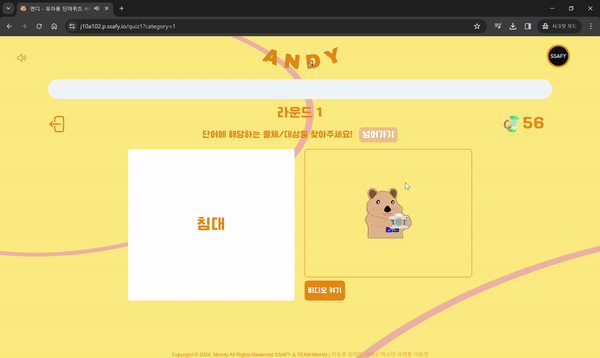 앤디 - 유아용 단어퀴즈 서
j10a102.p.ssafy.io/quiz1?category=1
시크릿 모드
ANDY
SSAFY
라운드 1
단어에 해당하는 물체/대상을 찾아주세요!
넘어가기
56
침대
비디오 켜기
Copyright © 2024. Mondy All Rights Reserved SSAFY & TEAM Mondy |